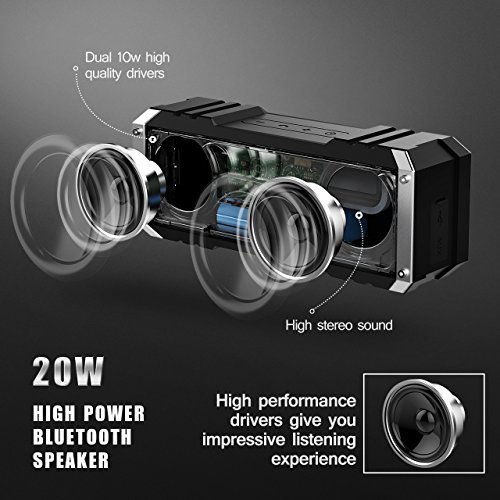 Dual 10w high
quality drivers
High stereo sound
20W
HIGH POWER
BLUETOOTH
SPEAKER
High performance
drivers give you
impressive listening
experience